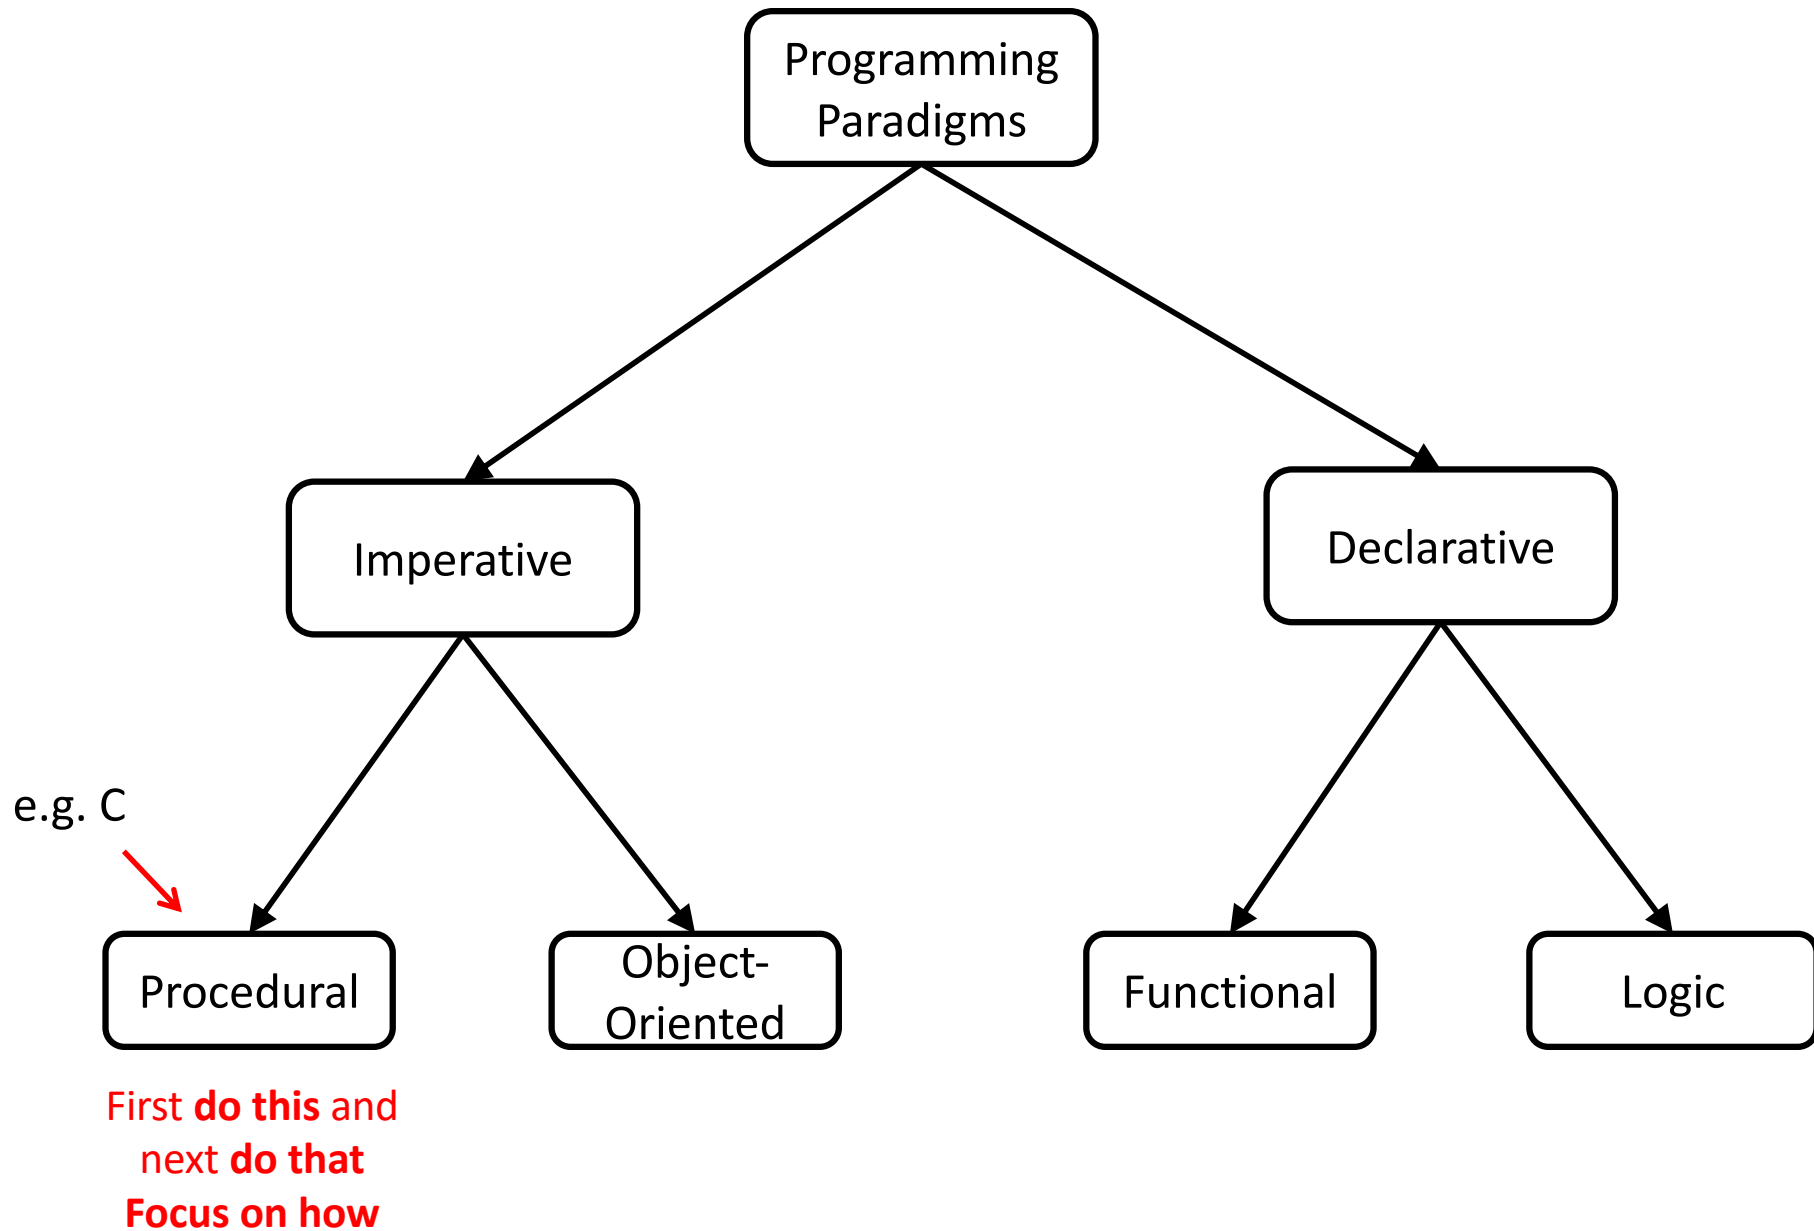 Programming
Paradigms
Imperative
Declarative
e.g. C
Procedural
Object-
Oriented
Functional
Logic
First do this and
next do that
Focus on how